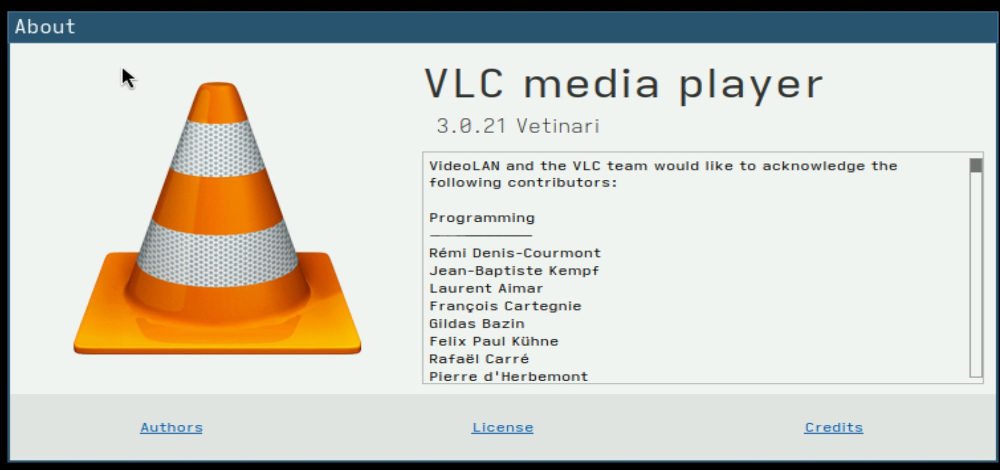 About
VLC media player
3.0.21 Vetinari
VideoLAN and the VLC team would like to acknowledge the
following contributors:
Programming
Rémi Denis-Courmont
Jean-Baptiste Kempf
Laurent Aimar
François Cartegnie
Gildas Bazin
Felix Paul Kühne
Rafaël Carré
Pierre d'Herbemont
Authors
License
Credits